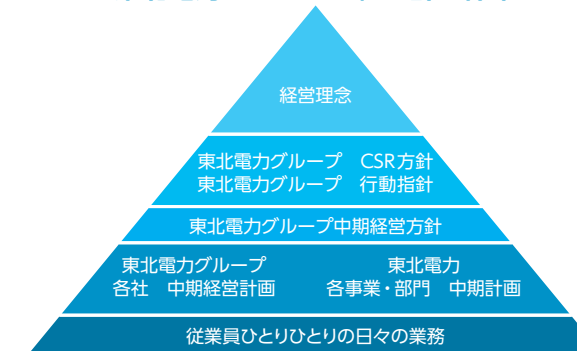 経営理念
東北電力グループ　CSR方針
東北電力グループ　行動指針
東北電力グループ中期経営方針
東北電力グループ
各社　中期経営計画
東北電力
各事業・部門　中期計画
従業員ひとりひとりの日々の業務